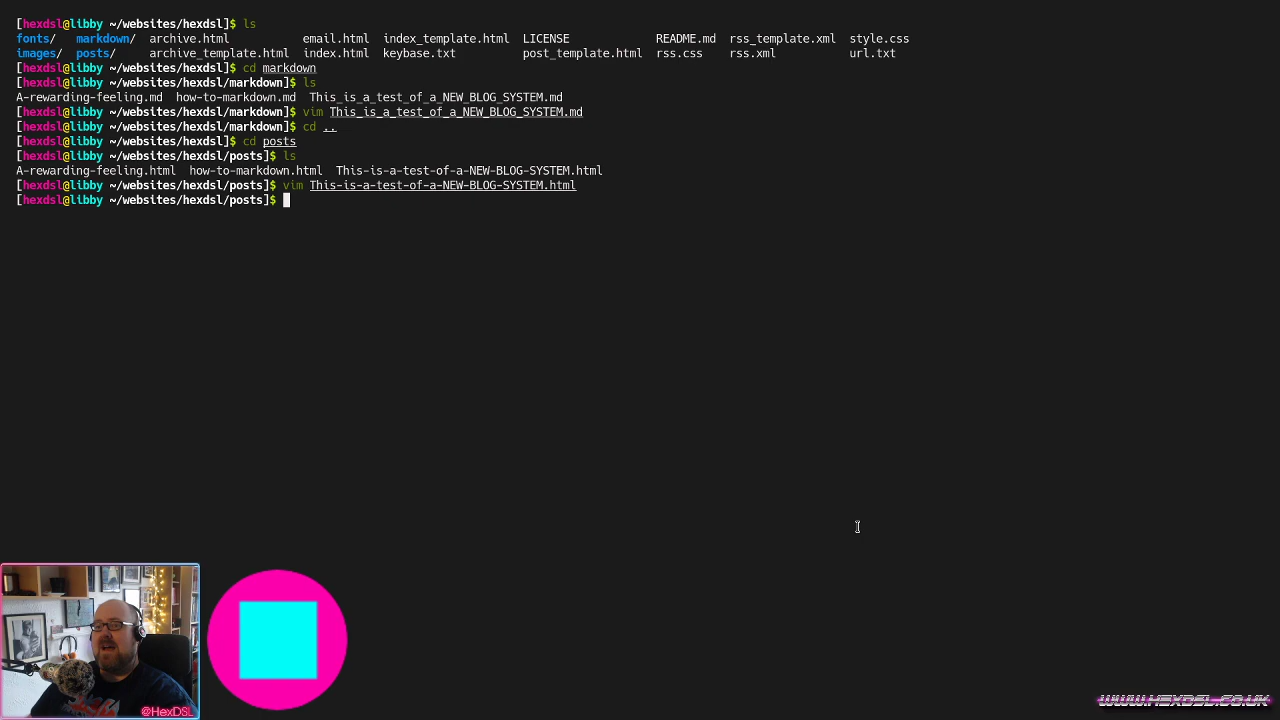 [hexdsl@libby ~/websites/hexdsl]$ ls
fonts/ markdown/ archive.html email.html index_template.html LICENSE README.md rss_template.xml style.css
images/ posts/ archive_template.html index.html keybase.txt post_template.html rss.css rss.xml url.txt
[hexdsl@libby ~/websites/hexdsl]$ cd markdown
[hexdsl@libby ~/websites/hexdsl/markdown]$ ls
A-rewarding-feeling.md how-to-markdown.md This_is_a_test_of_a_NEW_BLOG_SYSTEM.md
[hexdsl@libby ~/websites/hexdsl/markdown]$ vim This_is_a_test_of_a_NEW_BLOG_SYSTEM.md
[hexdsl@libby ~/websites/hexdsl/markdown]$ cd ..
[hexdsl@libby ~/websites/hexdsl]$ cd posts
[hexdsl@libby ~/websites/hexdsl/posts]$ ls
A-rewarding-feeling.html how-to-markdown.html This-is-a-test-of-a-NEW-BLOG-SYSTEM.html
[hexdsl@libby ~/websites/hexdsl/posts]$ vim This-is-a-test-of-a-NEW-BLOG-SYSTEM.html
[hexdsl@libby ~/websites/hexdsl/posts]$
@HexDSL
WWW.HEXDSL.CO.UK